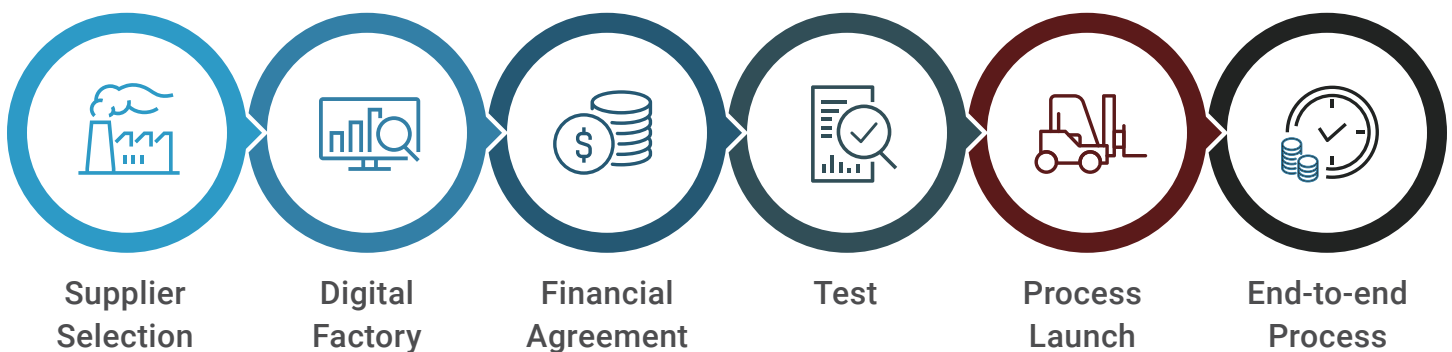 $
Supplier
Selection
Digital
Factory
Financial
Agreement
Test
Process
Launch
End-to-end
Process